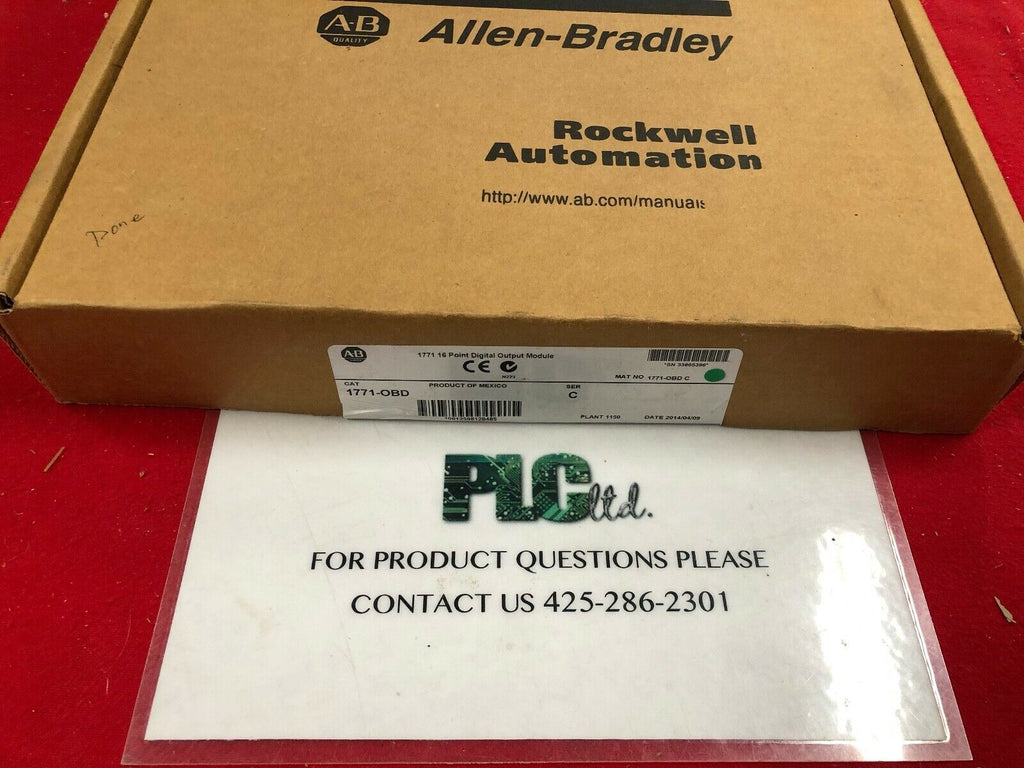 A-B
QUALITY
Allen-Bradley
Rockwell
Automation
http://www.ab.com/manuals
Done
AB
1771 16 Point Digital Output Module
CE
N223
CAT
1771-OBD
PRODUCT OF MEXICO
SER
C
MAT NO 1771-OBD C
PLANT 1150
DATE 2014/04/09
PLC ltd.
FOR PRODUCT QUESTIONS PLEASE
CONTACT US 425-286-2301